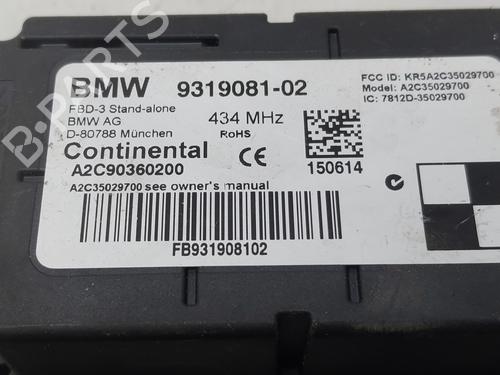 BMW 9319081-02
FCC ID: KR5A2C35029700
Model: A2C35029700
IC: 7812D-35029700
FBD-3 Stand-alone
BMW AG
D-80788 München
434 MHz
RoHS
Continental
CE
150614
A2C90360200
A2C35029700 see owner's manual
FB931908102
B-PARTS